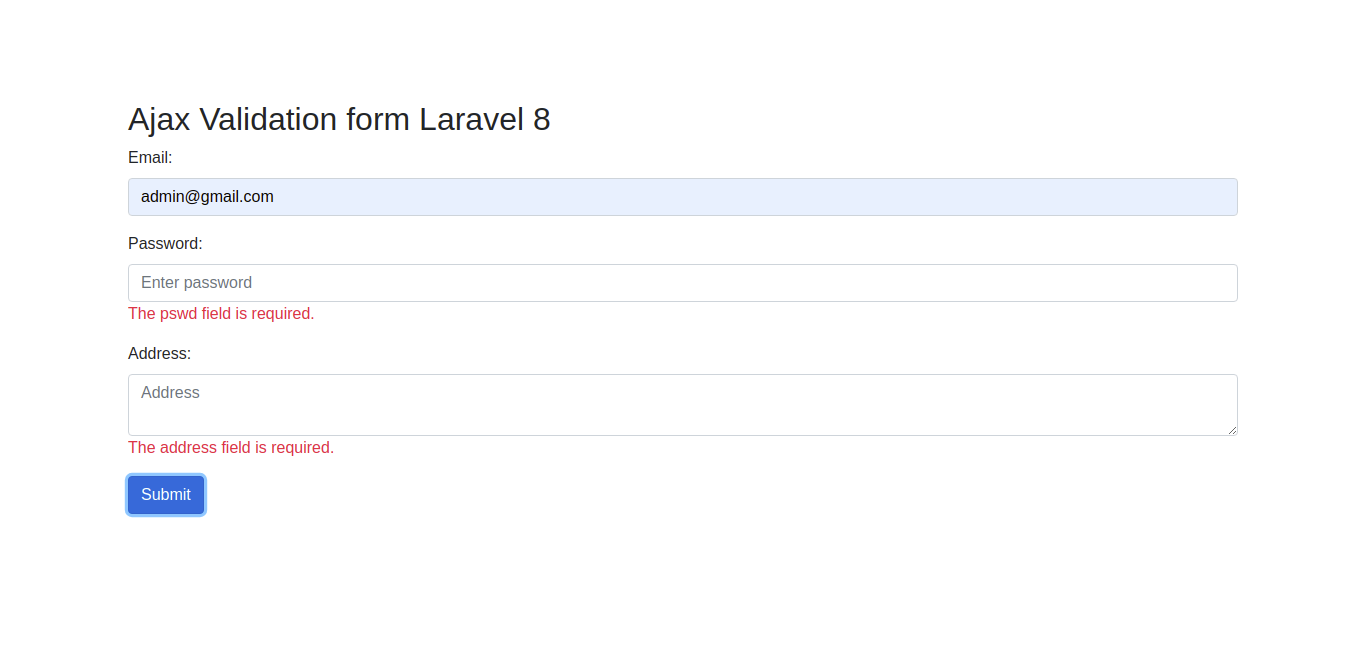 Ajax Validation form Laravel 8
Email:
admin@gmail.com
Password:
Enter password
The pswd field is required.
Address:
Address
The address field is required.
Submit